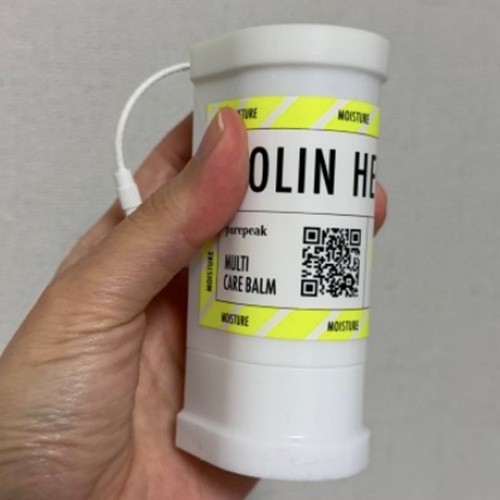 MOISTURE
OLIN HE
purepeak
MULTI
CARE BALM
MOISTURE
MOISTURE MOISTURE